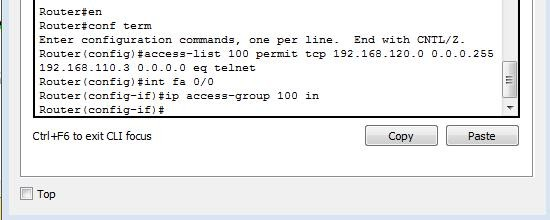 Router#en
Router#conf term
Enter configuration commands, one per line.  End with CNTL/Z.
Router(config)#access-list 100 permit tcp 192.168.120.0 0.0.0.255
192.168.110.3 0.0.0.0 eq telnet
Router(config)#int fa 0/0
Router(config-if)#ip access-group 100 in
Router(config-if)#
Ctrl+F6 to exit CLI focus
Copy
Paste
Top